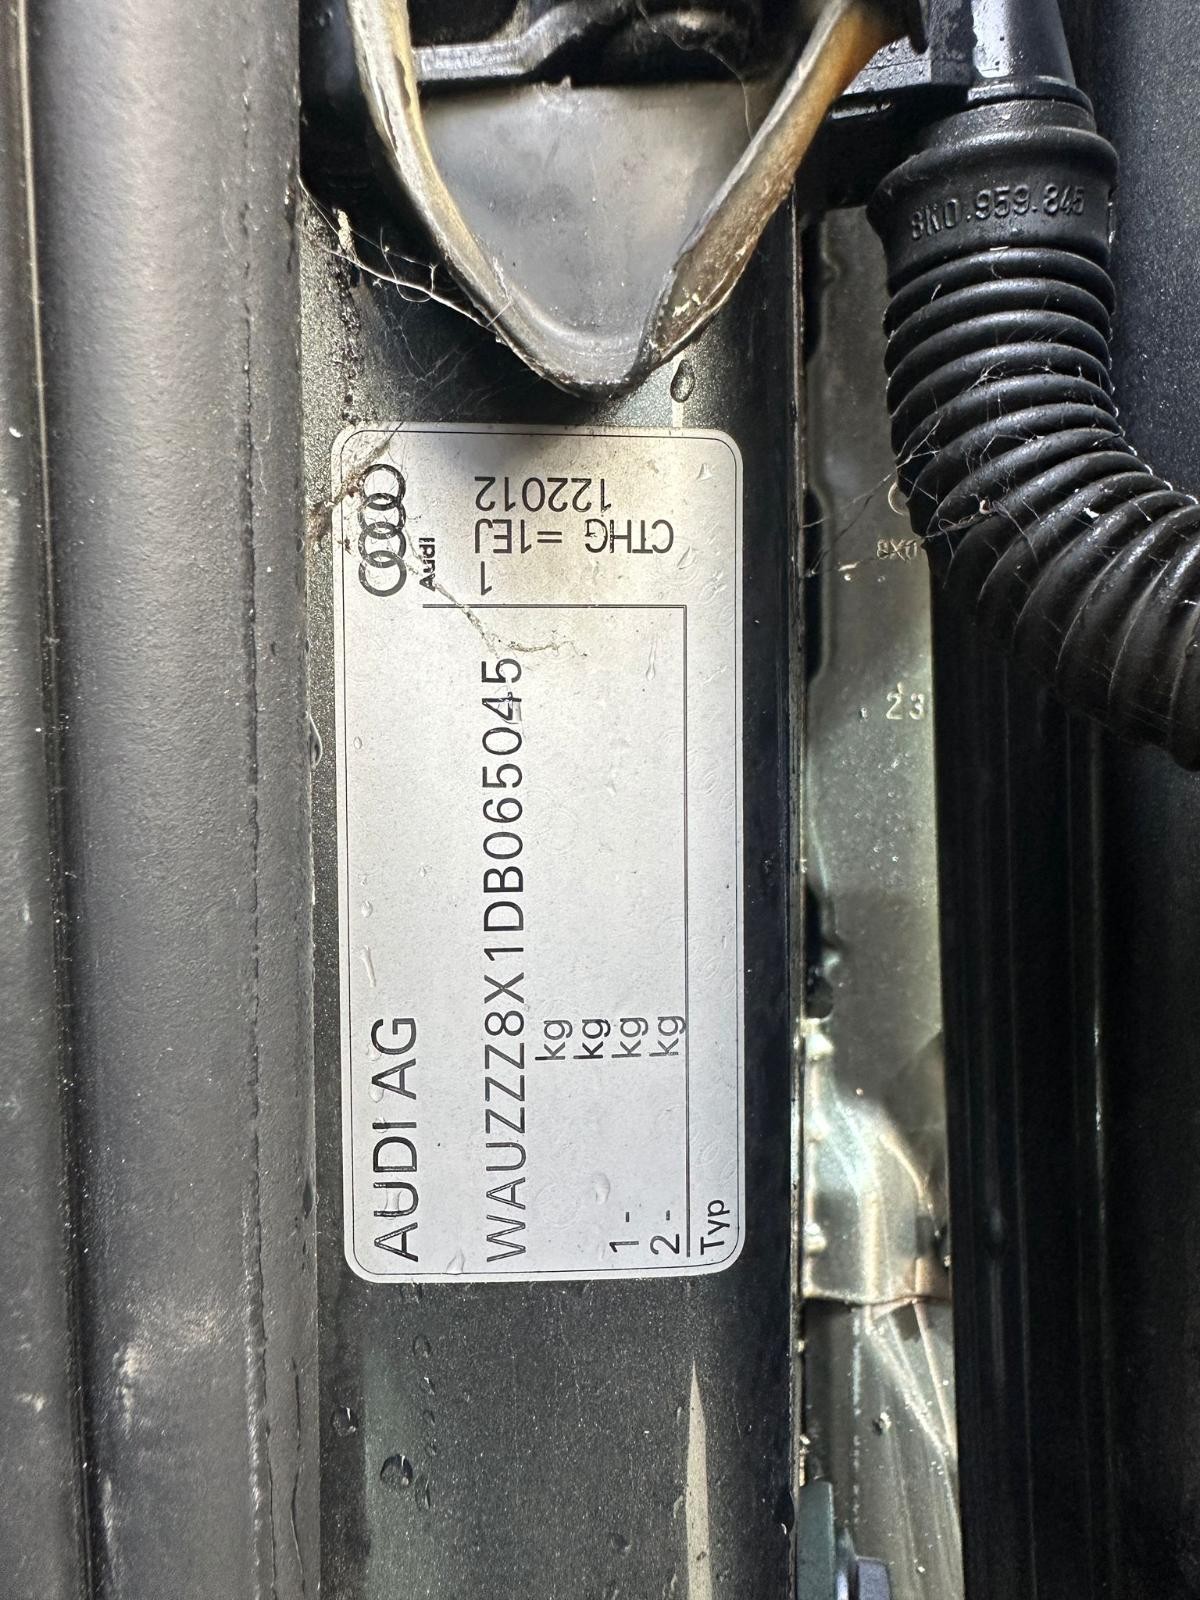 AUDI AG
Audi
WAUZZZ8X1DB065045
kg
kg
1- kg
2- kg
Typ
1
CTHG =1EJ
122012
8K0.959.845
8X0
23